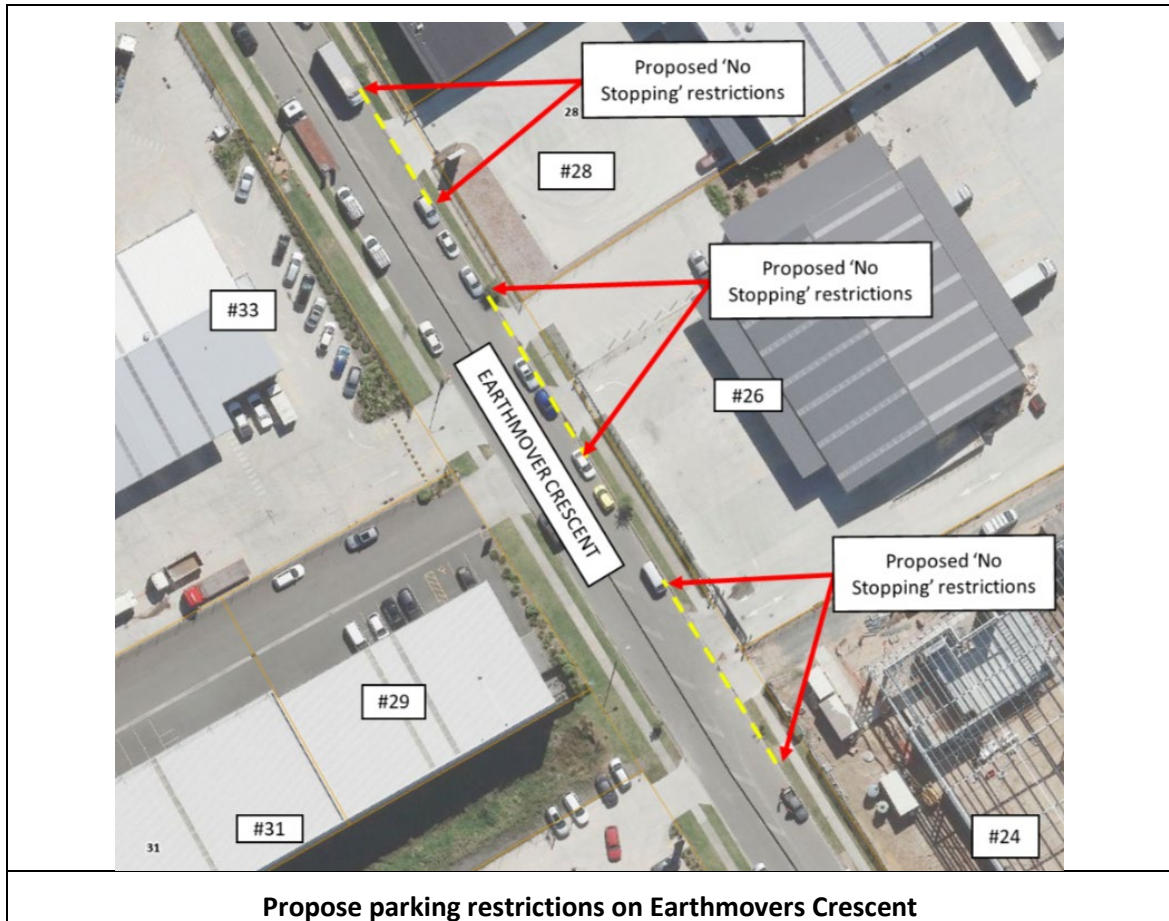 Proposed 'No
Stopping' restrictions
28
#28
Proposed 'No
Stopping' restrictions
#33
EARTHMOVER CRESCENT
#26
Proposed 'No
Stopping' restrictions
#29
#31
31
#24
Propose parking restrictions on Earthmovers Crescent